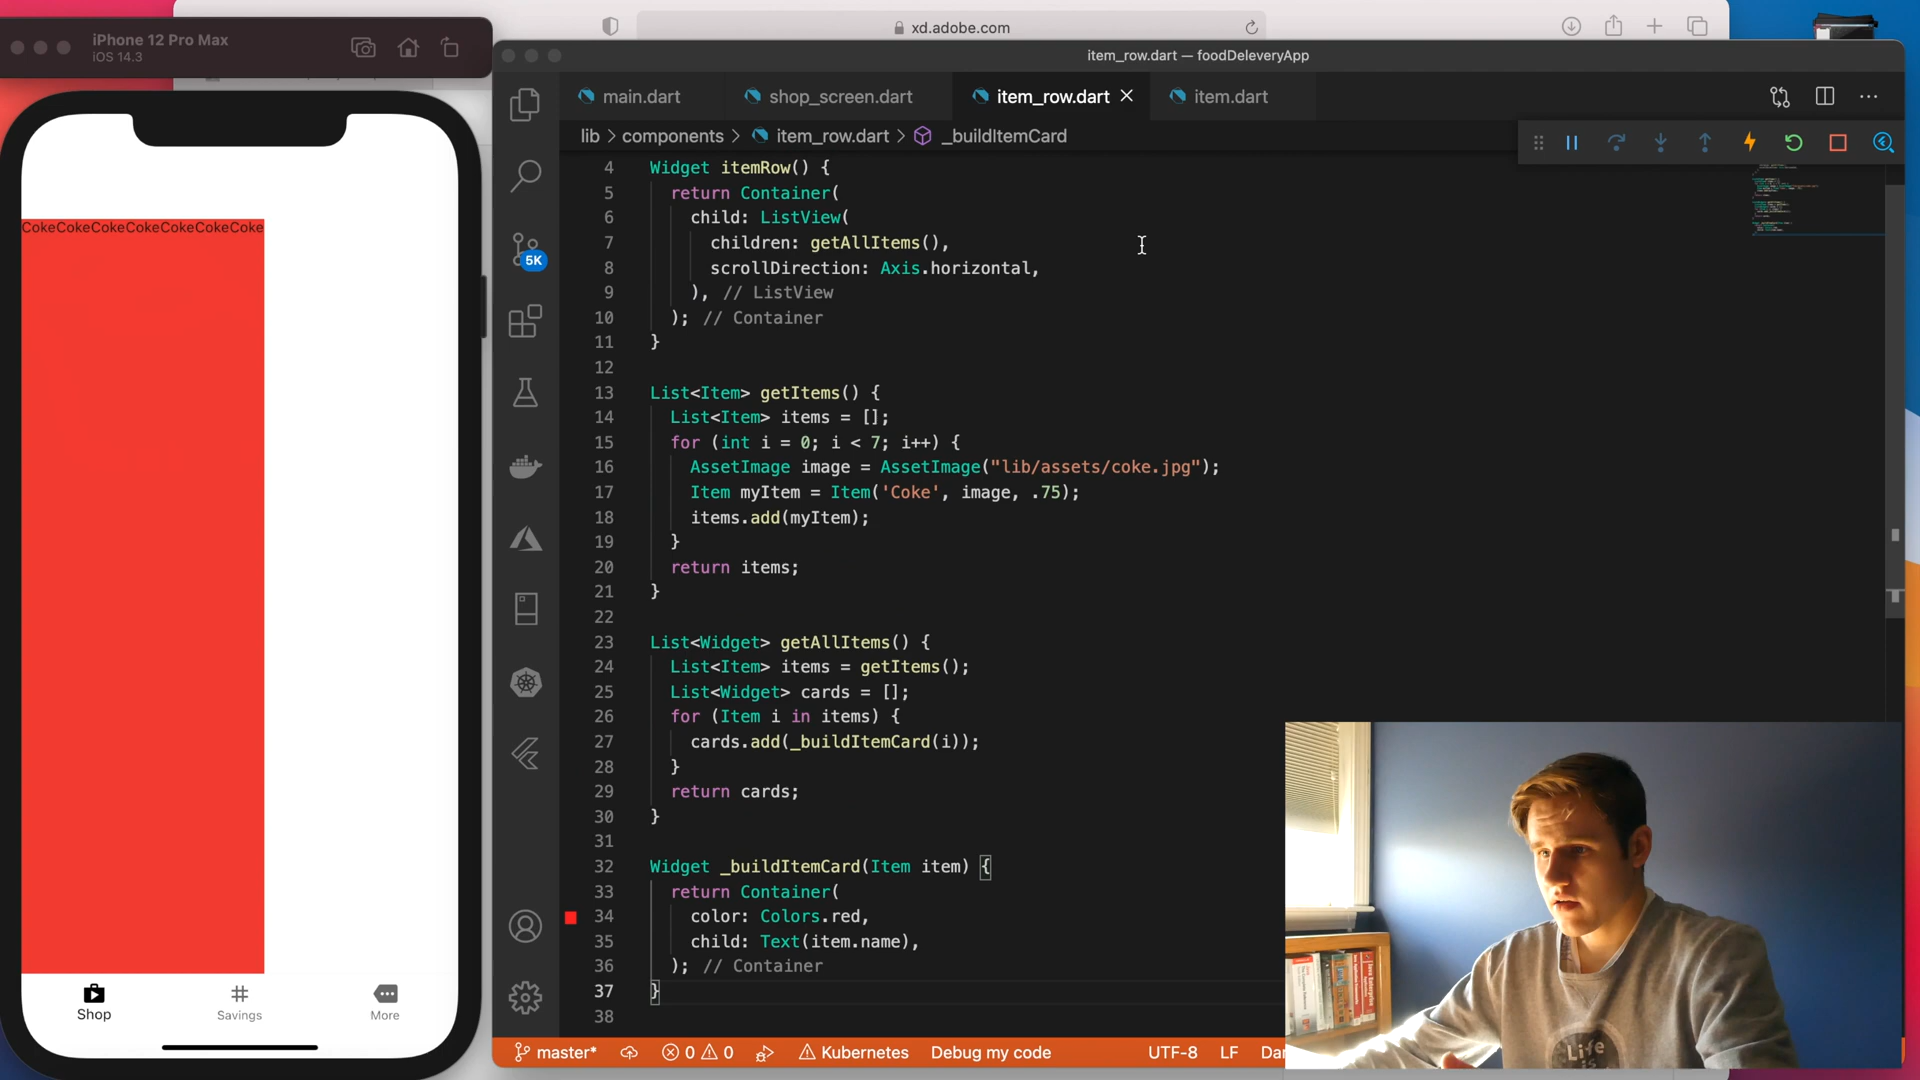 xd.adobe.com
iPhone 12 Pro Max
iOS 14.3
item_row.dart — foodDeleveryApp
main.dart
shop_screen.dart
item_row.dart
item.dart
lib > components > item_row.dart > _buildItemCard
CokeCokeCokeCokeCokeCokeCoke
5K
4 Widget itemRow() {
5 return Container(
6 child: ListView(
7 children: getAllItems(),
8 scrollDirection: Axis.horizontal,
9 ), // ListView
10 ); // Container
11 }
12
13 List<Item> getItems() {
14 List<Item> items = [];
15 for (int i = 0; i < 7; i++) {
16 AssetImage image = AssetImage("lib/assets/coke.jpg");
17 Item myItem = Item('Coke', image, .75);
18 items.add(myItem);
19 }
20 return items;
21 }
22
23 List<Widget> getAllItems() {
24 List<Item> items = getItems();
25 List<Widget> cards = [];
26 for (Item i in items) {
27 cards.add(_buildItemCard(i));
28 }
29 return cards;
30 }
31
32 Widget _buildItemCard(Item item) {
33 return Container(
34 color: Colors.red,
35 child: Text(item.name),
36 ); // Container
37 }
38
Shop
Savings
More
master*
0
0
Kubernetes
Debug my code
UTF-8
LF
Life
is